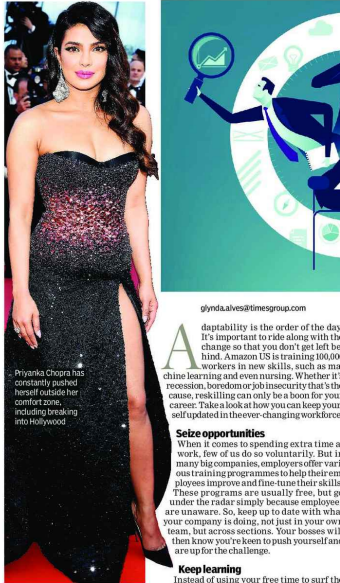 Priyanka Chopra has
constantly pushed
herself outside her
comfort zone,
including breaking
into Hollywood
glynda.alves@timesgroup.com
Adaptability is the order of the day
It's important to ride along with the
change so that you don't get left be
hind. Amazon US is training 100,000
workers in new skills, such as ma
chine learning and even nursing. Whether it'
recession, boredom or job insecurity that's the
cause, reskilling can only be a boon for your
career. Take a look at how you can keep your
self updated in the ever-changing workforce
Seize opportunities
When it comes to spending extra time a
work, few of us do so voluntarily. But in
many big companies, employers offer vari
ous training programmes to help their em
ployees improve and fine-tune their skills
These programs are usually free, but go
under the radar simply because employee
are unaware. So, keep up to date with wha
your company is doing, not just in your own
team, but across sections. Your bosses will
then know you're keen to push yourself and
are up for the challenge.
Keep learning
Instead of using your free time to surf the